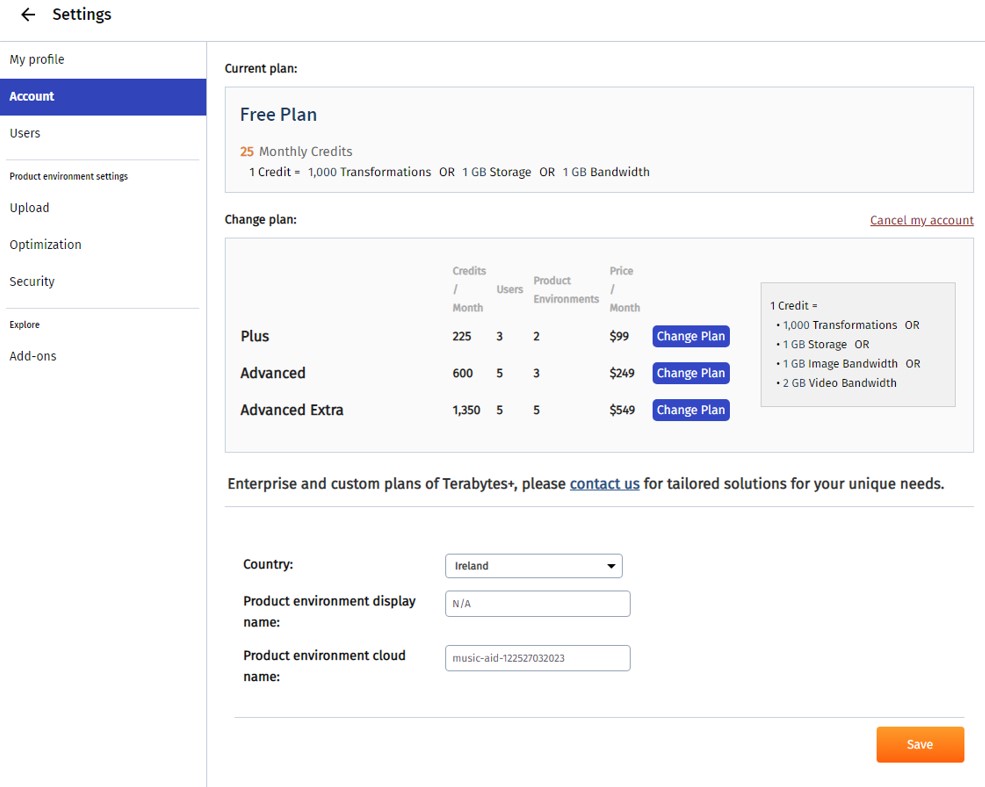 Settings
My profile
Account
Users
Product environment settings
Upload
Optimization
Security
Explore
Add-ons
Current plan:
Free Plan
25 Monthly Credits
1 Credit = 1,000 Transformations OR 1 GB Storage OR 1 GB Bandwidth
Change plan:
Cancel my account
Credits / Month Users Product Environments Price / Month
Plus 225 3 2 $99 Change Plan
Advanced 600 5 3 $249 Change Plan
Advanced Extra 1,350 5 5 $549 Change Plan
1 Credit =
• 1,000 Transformations OR
• 1 GB Storage OR
• 1 GB Image Bandwidth OR
• 2 GB Video Bandwidth
Enterprise and custom plans of Terabytes+, please contact us for tailored solutions for your unique needs.
Country:
Ireland
Product environment display
name:
N/A
Product environment cloud
name:
music-aid-122527032023
Save